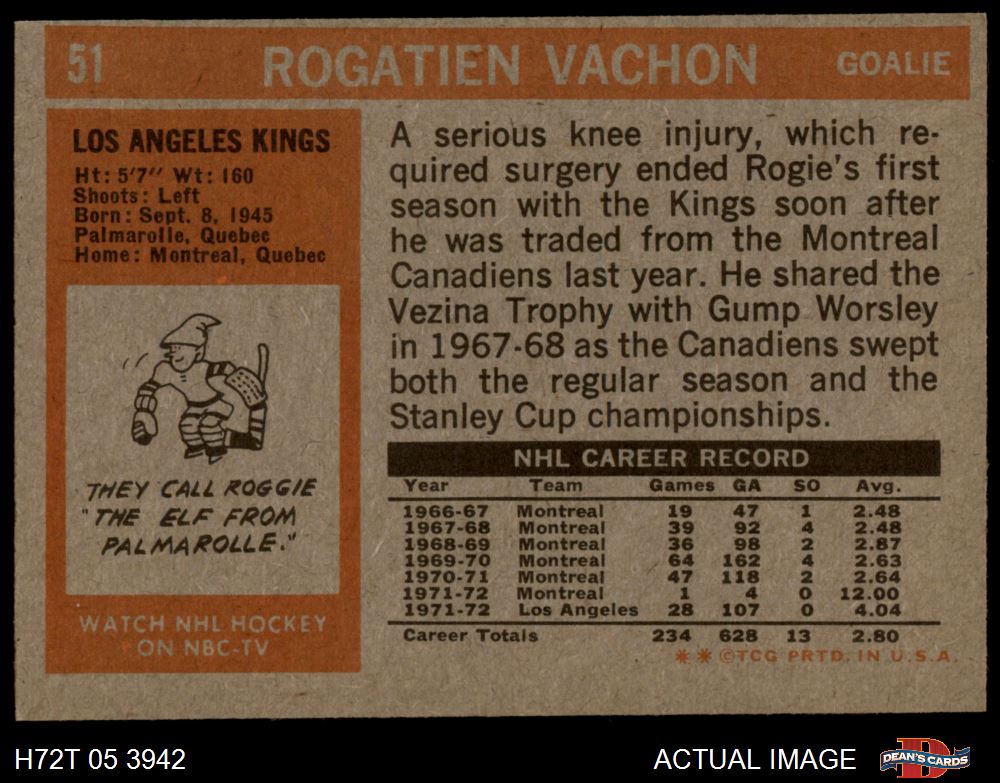 51 ROGATIEN VACHON GOALIE
LOS ANGELES KINGS
Ht: 5'7" Wt: 160
Shoots: Left
Born: Sept. 8, 1945
Palmarolle, Quebec
Home: Montreal, Quebec
THEY CALL ROGGIE
"THE ELF FROM
PALMAROLLE."
WATCH NHL HOCKEY
ON NBC-TV
A serious knee injury, which re-
quired surgery ended Rogie's first
season with the Kings soon after
he was traded from the Montreal
Canadiens last year. He shared the
Vezina Trophy with Gump Worsley
in 1967-68 as the Canadiens swept
both the regular season and the
Stanley Cup championships.
NHL CAREER RECORD
Year Team Games GA SO Avg.
1966-67 Montreal 19 47 1 2.48
1967-68 Montreal 39 92 4 2.48
1968-69 Montreal 36 98 2 2.87
1969-70 Montreal 64 162 4 2.63
1970-71 Montreal 47 118 2 2.64
1971-72 Montreal 1 4 0 12.00
1971-72 Los Angeles 28 107 0 4.04
Career Totals 234 628 13 2.80
**©TCG PRTD. IN U.S.A.
H72T 05 3942 ACTUAL IMAGE D DEAN'S CARDS